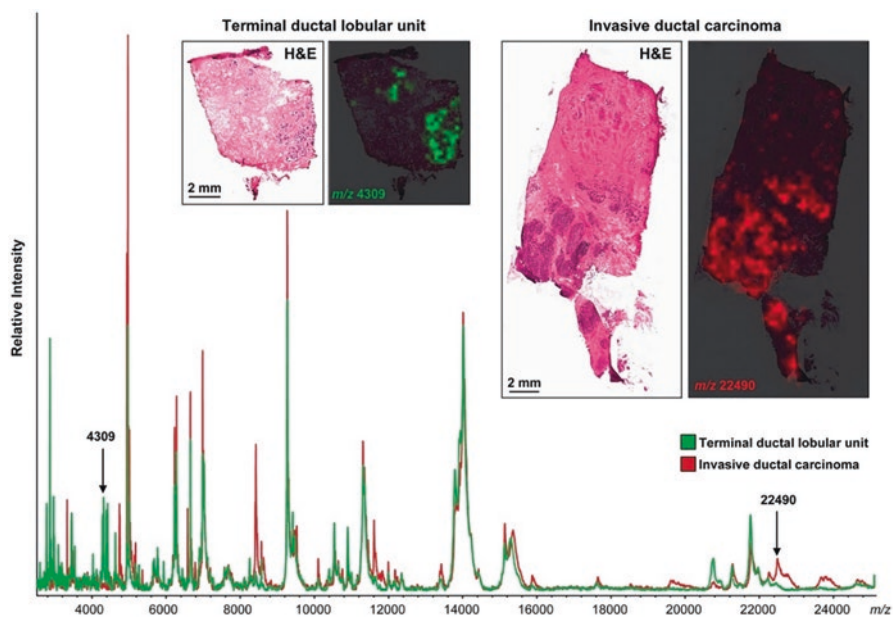 Terminal ductal lobular unit
Invasive ductal carcinoma
H&E
2 mm
m/z 4309
H&E
2 mm
m/z 22490
Relative Intensity
4309
Terminal ductal lobular unit
Invasive ductal carcinoma
22490
4000 6000 8000 10000 12000 14000 16000 18000 20000 22000 24000 m/z